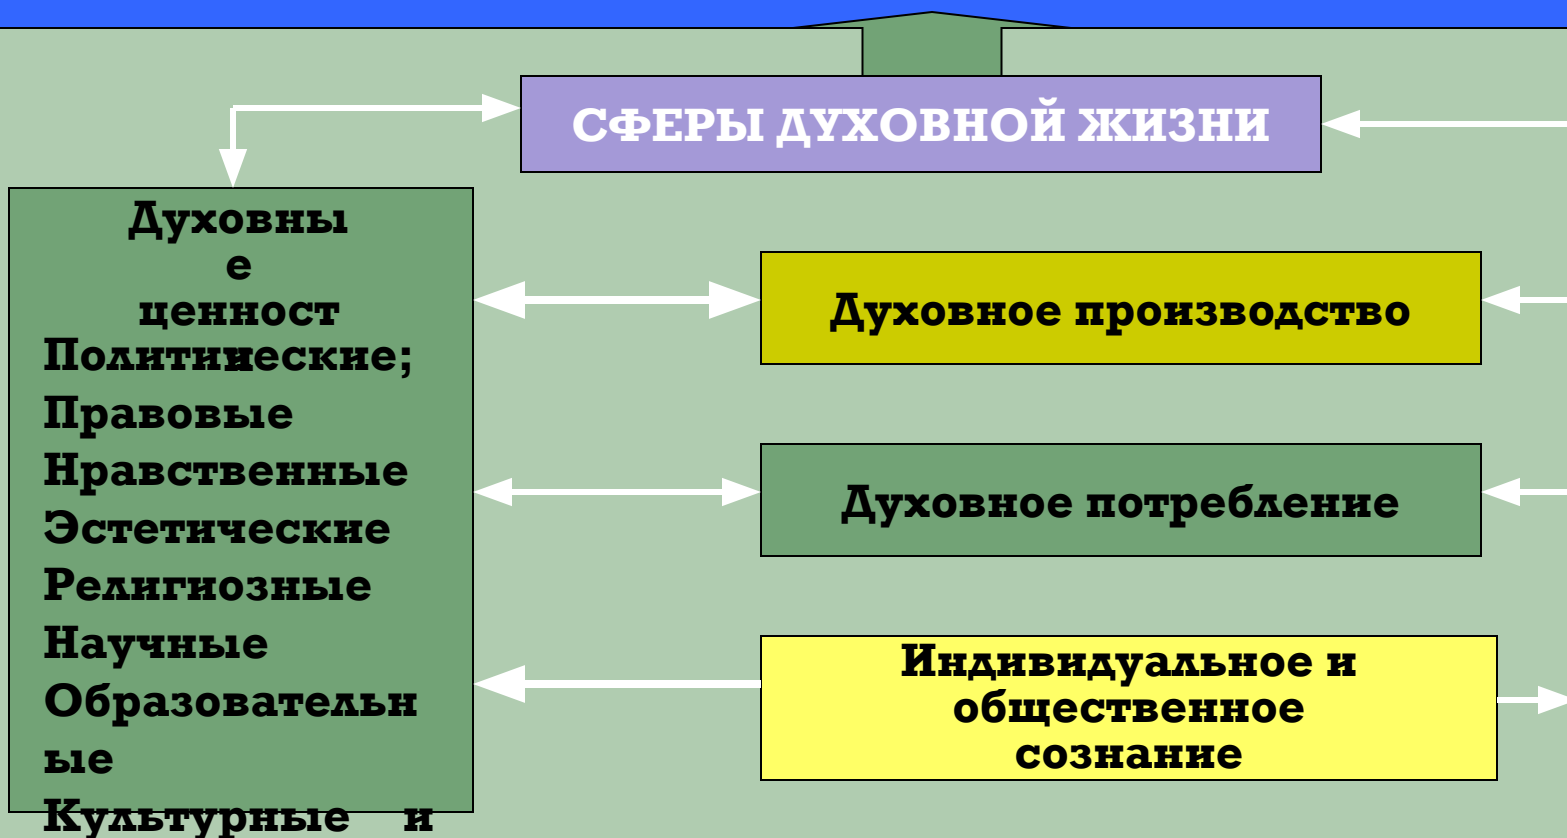 СФЕРЫ ДУХОВНОЙ ЖИЗНИ
Духовны
е
ценност
и
Политические;
Правовые
Нравственные
Эстетические
Религиозные
Научные
Образовательн
ые
Культурные и
Духовное производство
Духовное потребление
Индивидуальное и
общественное
сознание